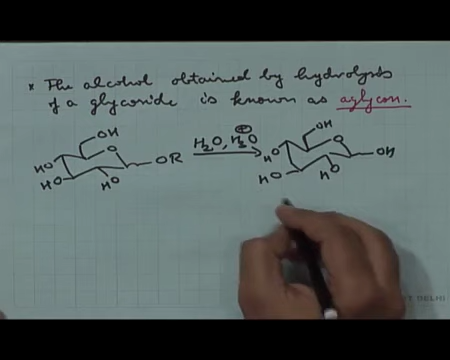 * The alcohol obtained by hydrolysis
of a glycoside is known as aglycon.
OH
O
HO
HO
HO
OR
H2O, H3O⊕
OH
O
HO
HO
HO
OH
DELHI